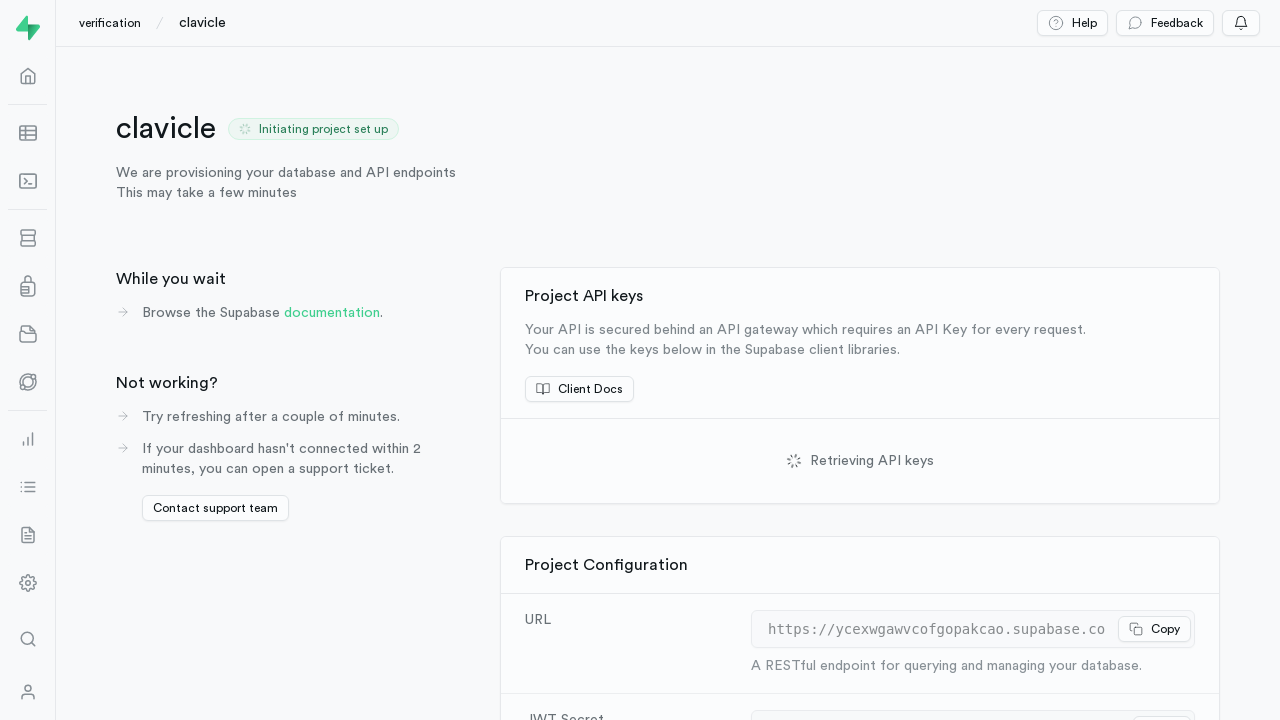 verification / clavicle
Help
Feedback
clavicle
Initiating project set up
We are provisioning your database and API endpoints
This may take a few minutes
While you wait
Browse the Supabase documentation.
Not working?
Try refreshing after a couple of minutes.
If your dashboard hasn't connected within 2
minutes, you can open a support ticket.
Contact support team
Project API keys
Your API is secured behind an API gateway which requires an API Key for every request.
You can use the keys below in the Supabase client libraries.
Client Docs
Retrieving API keys
Project Configuration
URL
https://ycexwgawvcofgopakcao.supabase.co
Copy
A RESTful endpoint for querying and managing your database.
JWT Secret